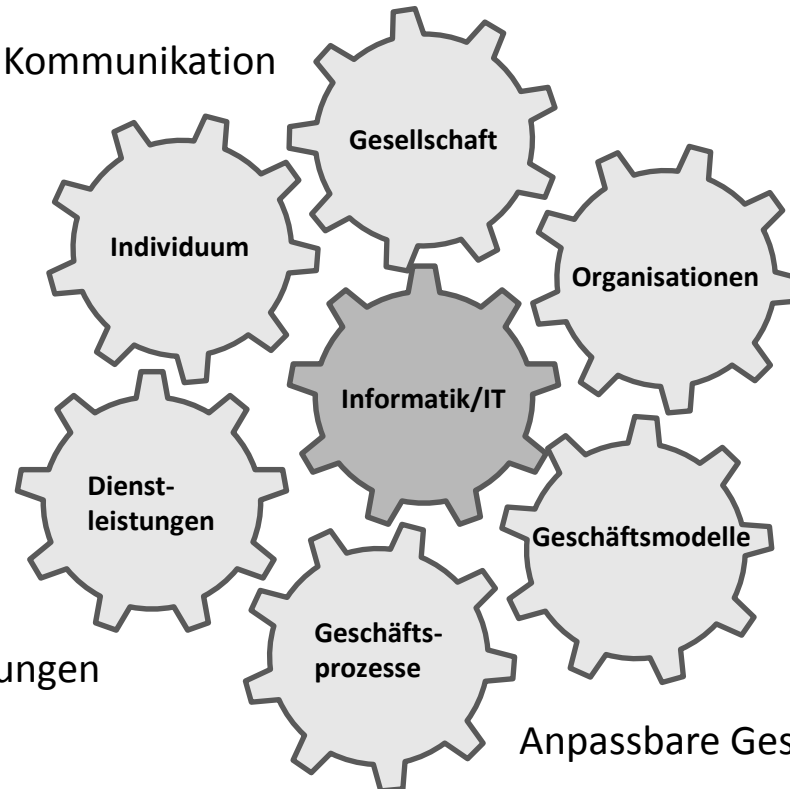 Kommunikation
Gesellschaft
Individuum
Organisationen
Informatik/IT
Dienst-
leistungen
Geschäftsmodelle
Geschäfts-
prozesse
ungen
Anpassbare Ges